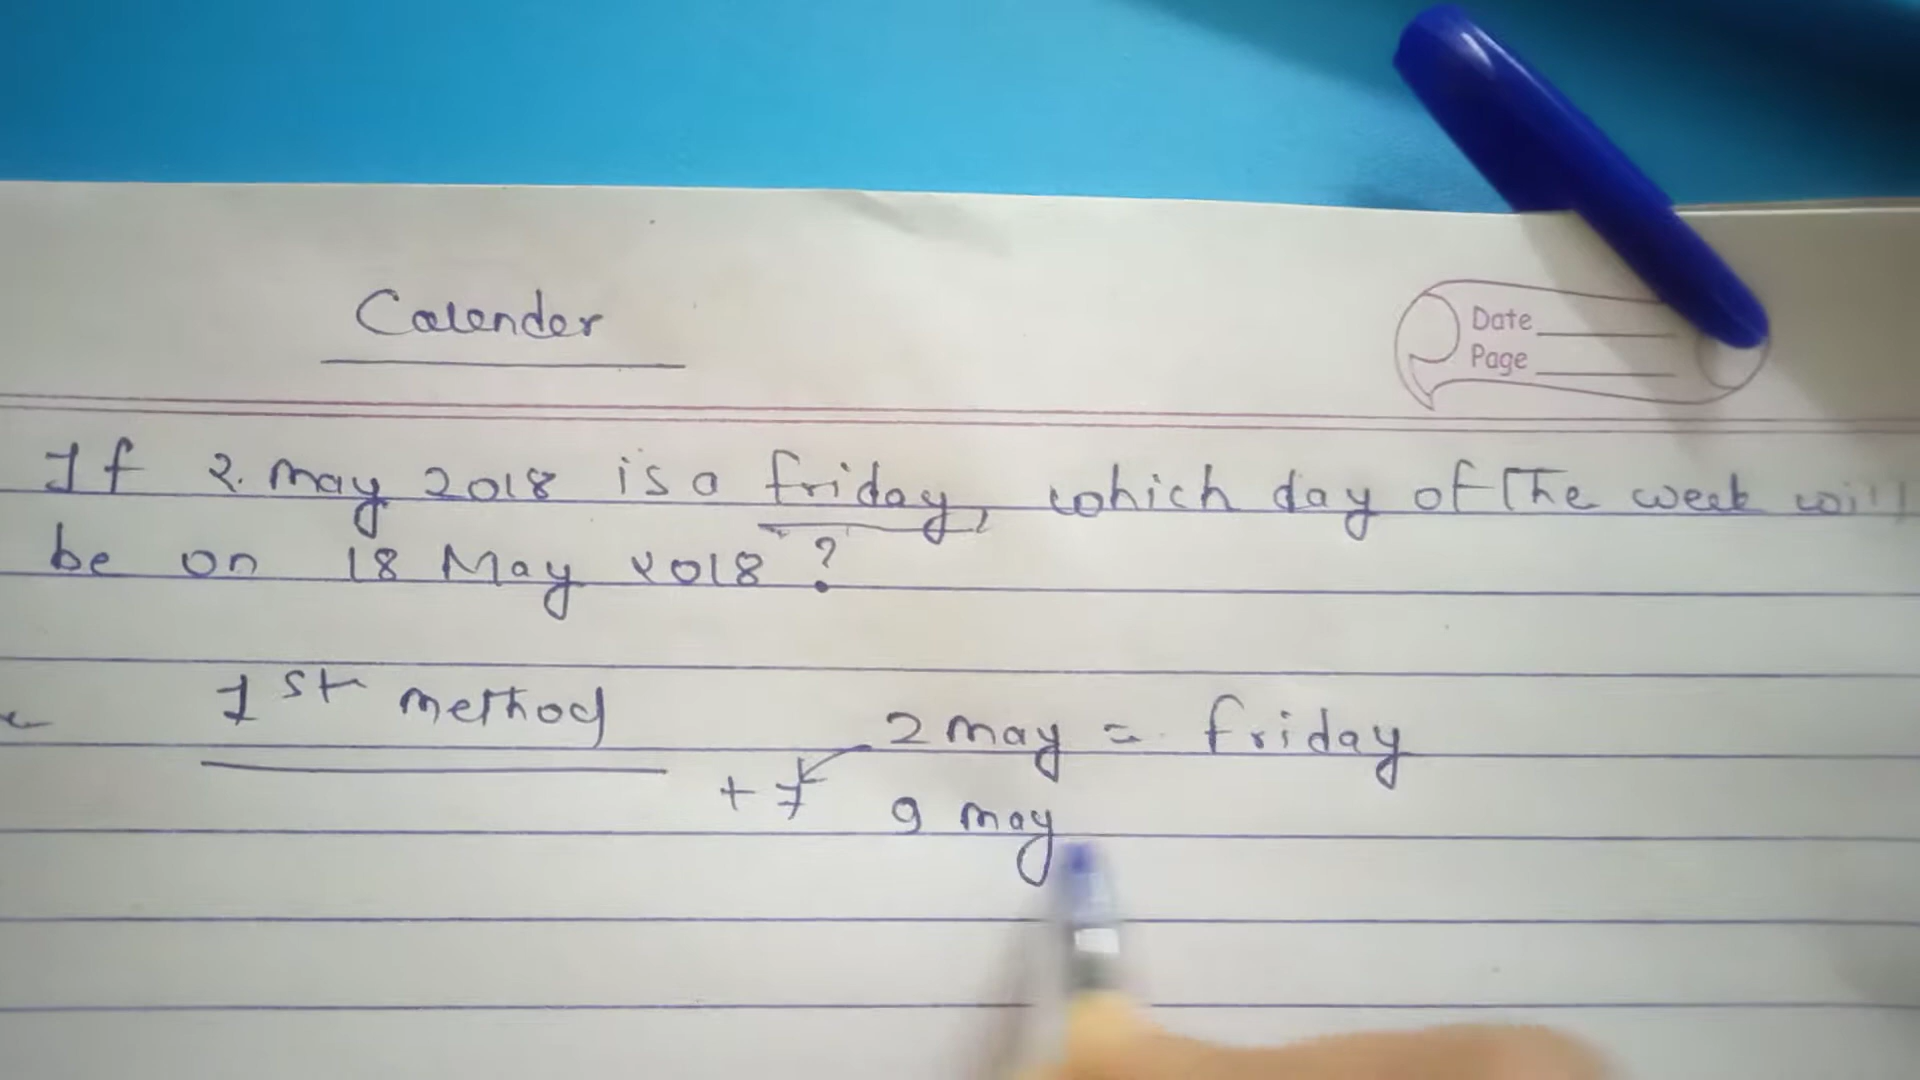 Calender
Date
Page
If 2 may 2018 is a friday, which day of the week will
be on 18 May 2018 ?
1st method
2 may = friday
+7
9 may